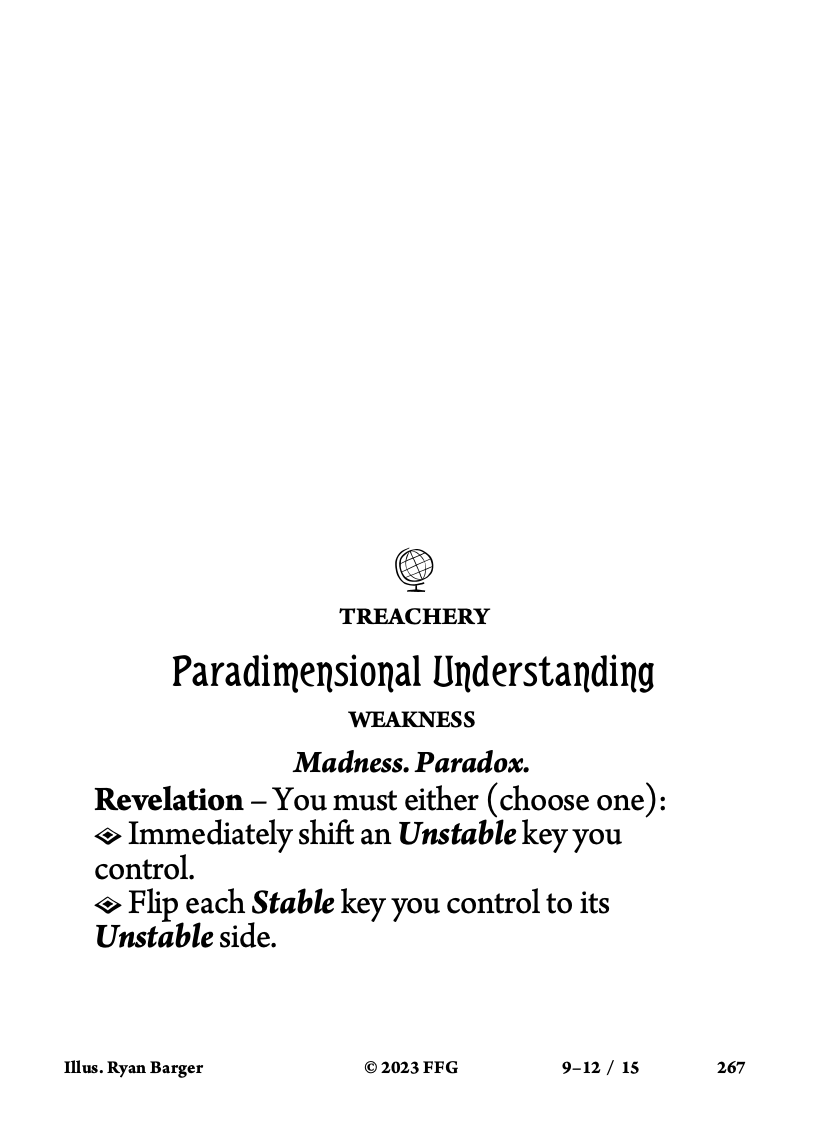 TREACHERY
Paradimensional Understanding
WEAKNESS
Madness. Paradox.
Revelation – You must either (choose one):
Immediately shift an Unstable key you
control.
Flip each Stable key you control to its
Unstable side.
Illus. Ryan Barger © 2023 FFG 9–12 / 15 267